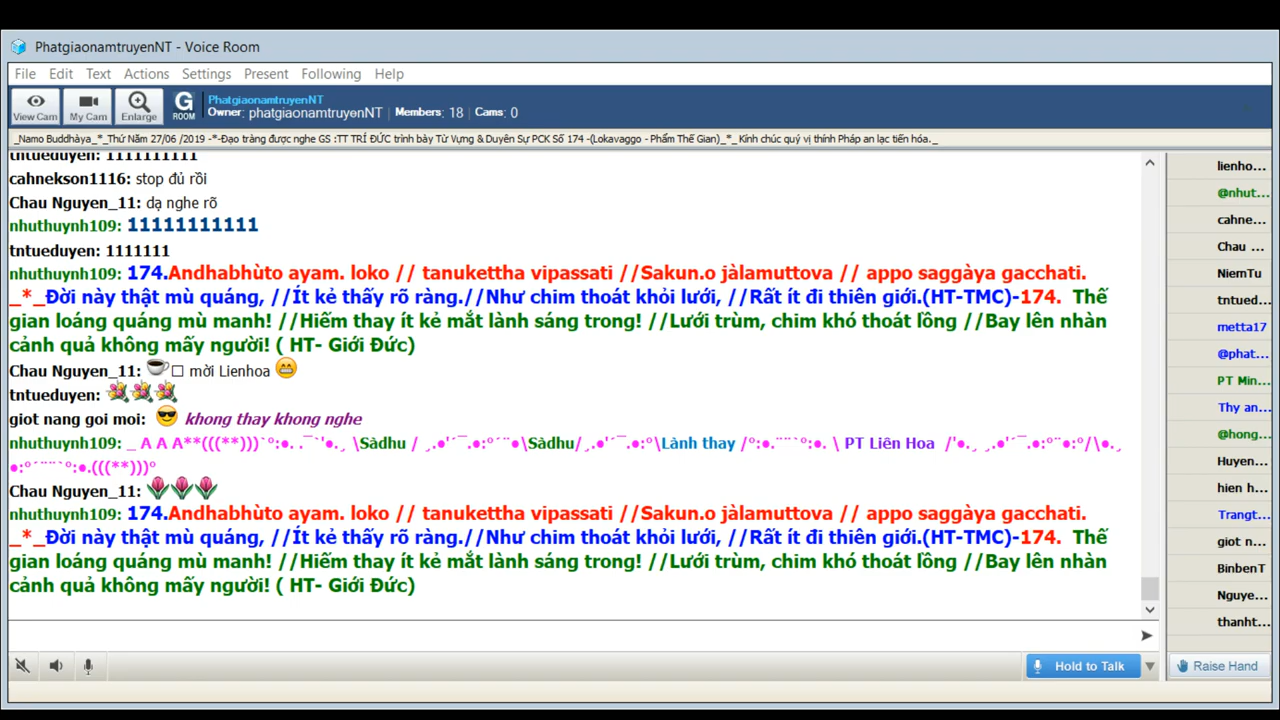 PhatgiaonamtruyenNT - Voice Room
File Edit Text Actions Settings Present Following Help
View Cam My Cam Enlarge G ROOM
PhatgiaonamtruyenNT
Owner: phatgiaonamtruyenNT Members: 18 Cams: 0
_Namo Buddhàya_*_Thứ Năm 27/06 /2019 -*-Đạo tràng được nghe GS :TT TRÍ ĐỨC trình bày Từ Vựng & Duyên Sự PCK Số 174 -(Lokavaggo - Phẩm Thế Gian)_*_ Kính chúc quý vị thính Pháp an lạc tiến hóa._
tntueduyen: 1111111111
cahnekson1116: stop đủ rồi
Chau Nguyen_11: dạ nghe rõ
nhuthuynh109: 11111111111
tntueduyen: 1111111
nhuthuynh109: 174.Andhabhùto ayam. loko // tanukettha vipassati //Sakun.o jàlamuttova // appo saggàya gacchati.
_*_Đời này thật mù quáng, //Ít kẻ thấy rõ ràng.//Như chim thoát khỏi lưới, //Rất ít đi thiên giới.(HT-TMC)-174. Thế
gian loáng quáng mù manh! //Hiếm thay ít kẻ mắt lành sáng trong! //Lưới trùm, chim khó thoát lồng //Bay lên nhàn
cảnh quả không mấy người! ( HT- Giới Đức)
Chau Nguyen_11: mời Lienhoa
tntueduyen:
giot nang goi moi: khong thay khong nghe
nhuthuynh109: _ A A A**(((**)))`°:•. .¯`'•.¸ \Sàdhu / ¸.•'´¯.•:°´¨•\Sàdhu/¸.•'´¯.•:°\Lành thay /°:•.¨¨`°:•. \ PT Liên Hoa /'•.¸ ¸.•'´¯.•:°¨•:°/\•.¸
•:°´¨¨`°:•.(((**)))°
Chau Nguyen_11:
nhuthuynh109: 174.Andhabhùto ayam. loko // tanukettha vipassati //Sakun.o jàlamuttova // appo saggàya gacchati.
_*_Đời này thật mù quáng, //Ít kẻ thấy rõ ràng.//Như chim thoát khỏi lưới, //Rất ít đi thiên giới.(HT-TMC)-174. Thế
gian loáng quáng mù manh! //Hiếm thay ít kẻ mắt lành sáng trong! //Lưới trùm, chim khó thoát lồng //Bay lên nhàn
cảnh quả không mấy người! ( HT- Giới Đức)
Hold to Talk
lienho...
@nhut...
cahne...
Chau ...
NiemTu
tntued...
metta17
@phat...
PT Min...
Thy an...
@hong...
Huyen...
hien h...
Trangt...
giot n...
BinbenT
Nguye...
thanht...
Raise Hand